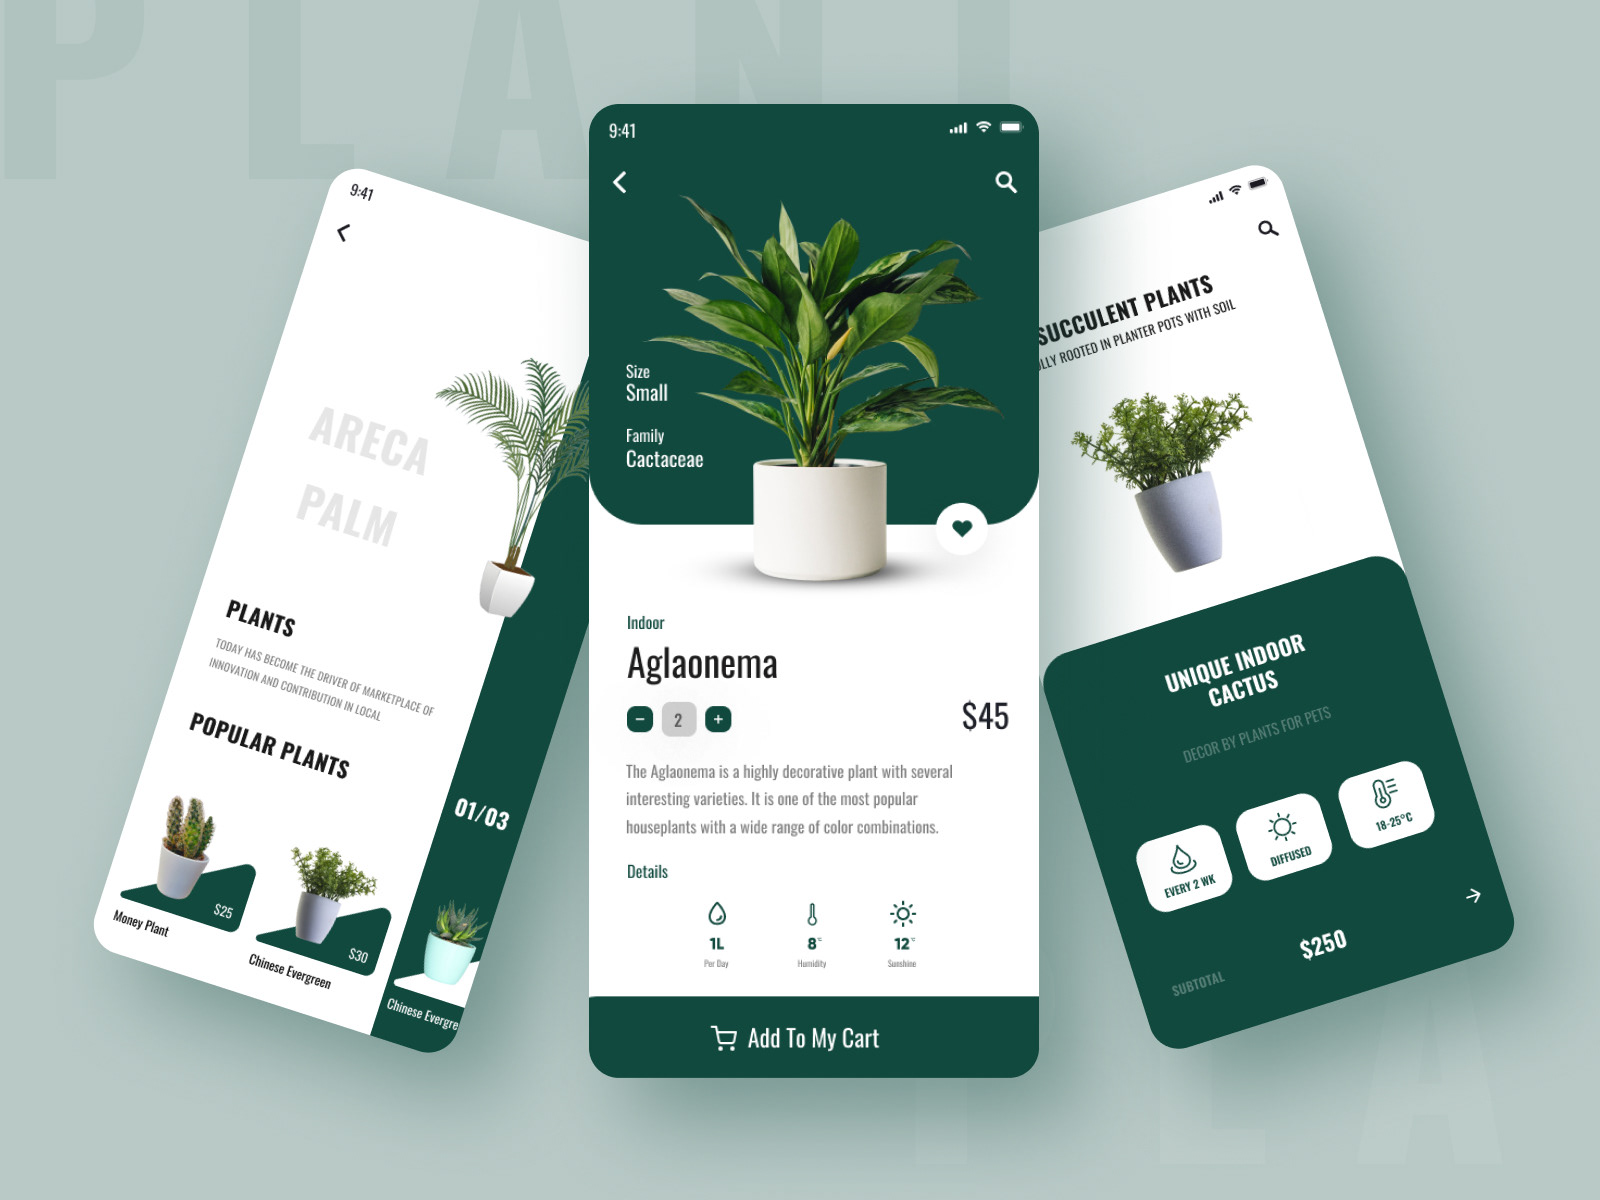 PLANT
9:41
ARECA
PALM
PLANTS
TODAY HAS BECOME THE DRIVER OF MARKETPLACE OF
INNOVATION AND CONTRIBUTION IN LOCAL
POPULAR PLANTS
01/03
$25
Money Plant
$30
Chinese Evergreen
Chinese Evergre
9:41
Size
Small
Family
Cactaceae
Indoor
Aglaonema
2
$45
The Aglaonema is a highly decorative plant with several
interesting varieties. It is one of the most popular
houseplants with a wide range of color combinations.
Details
1L
Per Day
8°C
Humidity
12°C
Sunshine
Add To My Cart
SUCCULENT PLANTS
ROOTED IN PLANTER POTS WITH SOIL
UNIQUE INDOOR
CACTUS
DECOR BY PLANTS FOR PETS
EVERY 2 WK
DIFFUSED
18-25°C
$250
SUBTOTAL